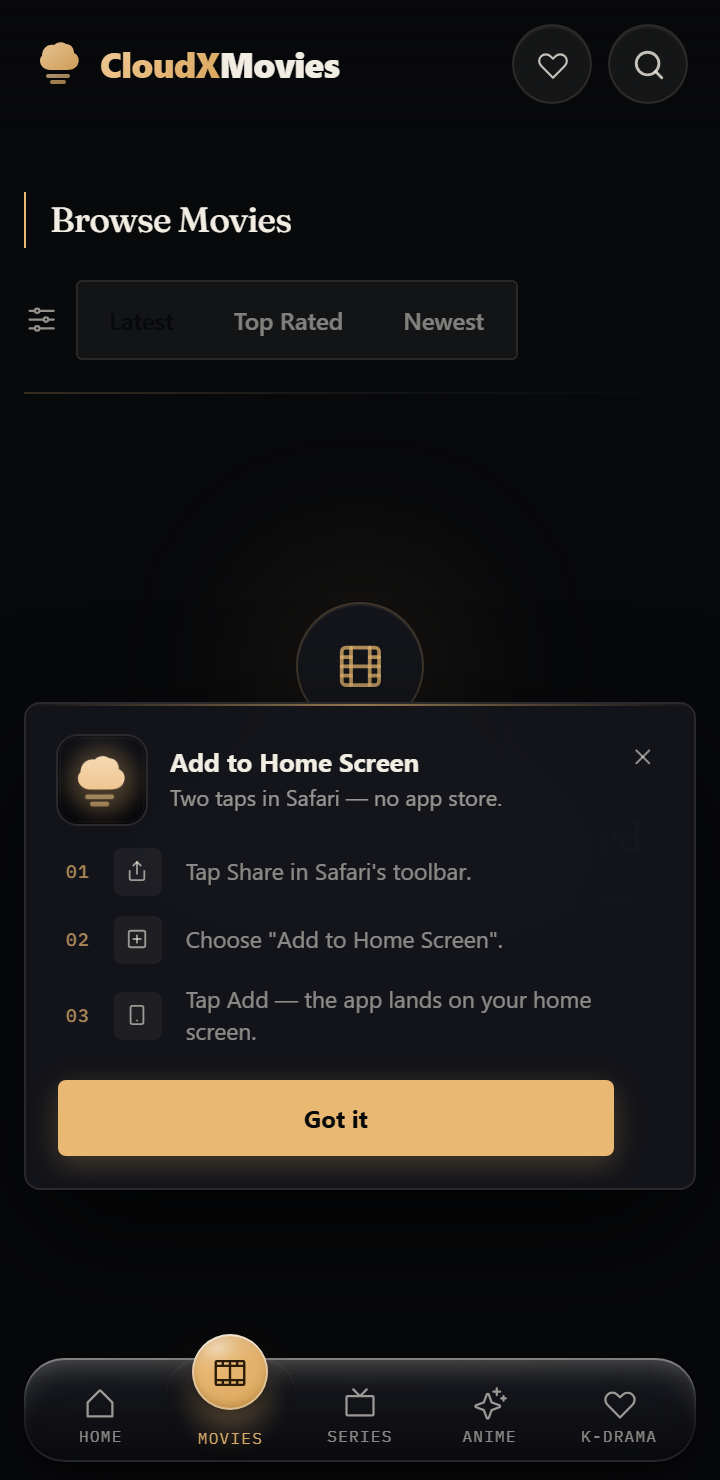 CloudXMovies
Browse Movies
Latest Top Rated Newest
Add to Home Screen
Two taps in Safari — no app store.
01 Tap Share in Safari's toolbar.
02 Choose "Add to Home Screen".
03 Tap Add — the app lands on your home
screen.
Got it
HOME MOVIES SERIES ANIME K-DRAMA